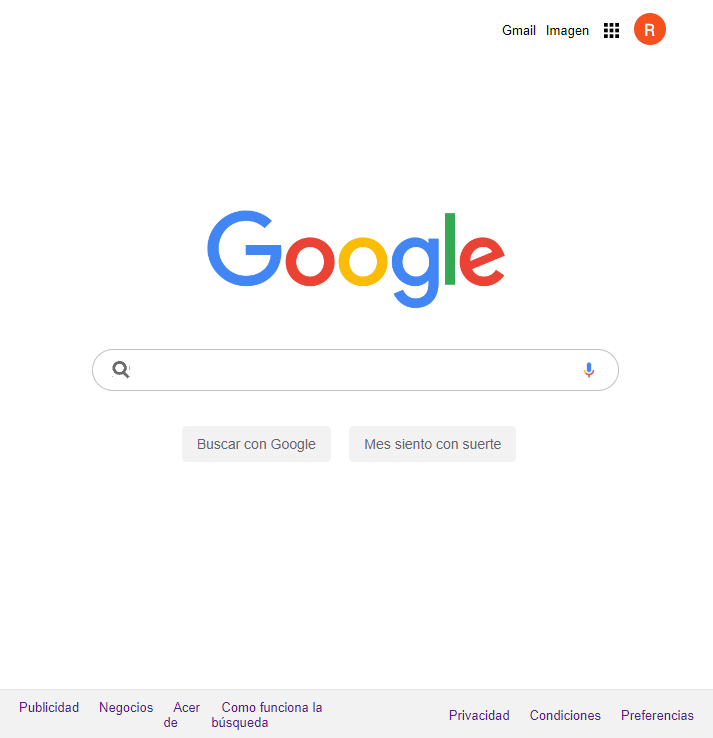 Gmail Imagen R
Google
Buscar con Google Mes siento con suerte
Publicidad Negocios Acer de Como funciona la búsqueda Privacidad Condiciones Preferencias